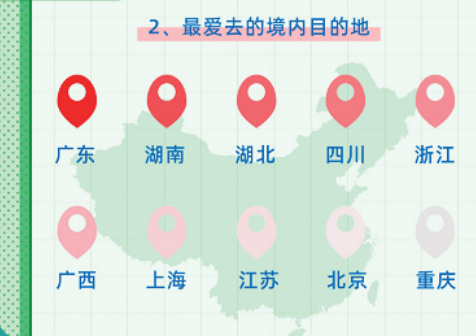 2、最爱去的境内目的地
广东 湖南 湖北 四川 浙江
广西 上海 江苏 北京 重庆